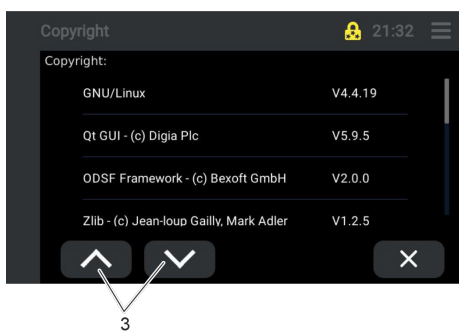 Copyright
21:32
Copyright:
GNU/Linux V4.4.19
Qt GUI - (c) Digia Plc V5.9.5
ODSF Framework - (c) Bexoft GmbH V2.0.0
Zlib - (c) Jean-loup Gailly, Mark Adler V1.2.5
3